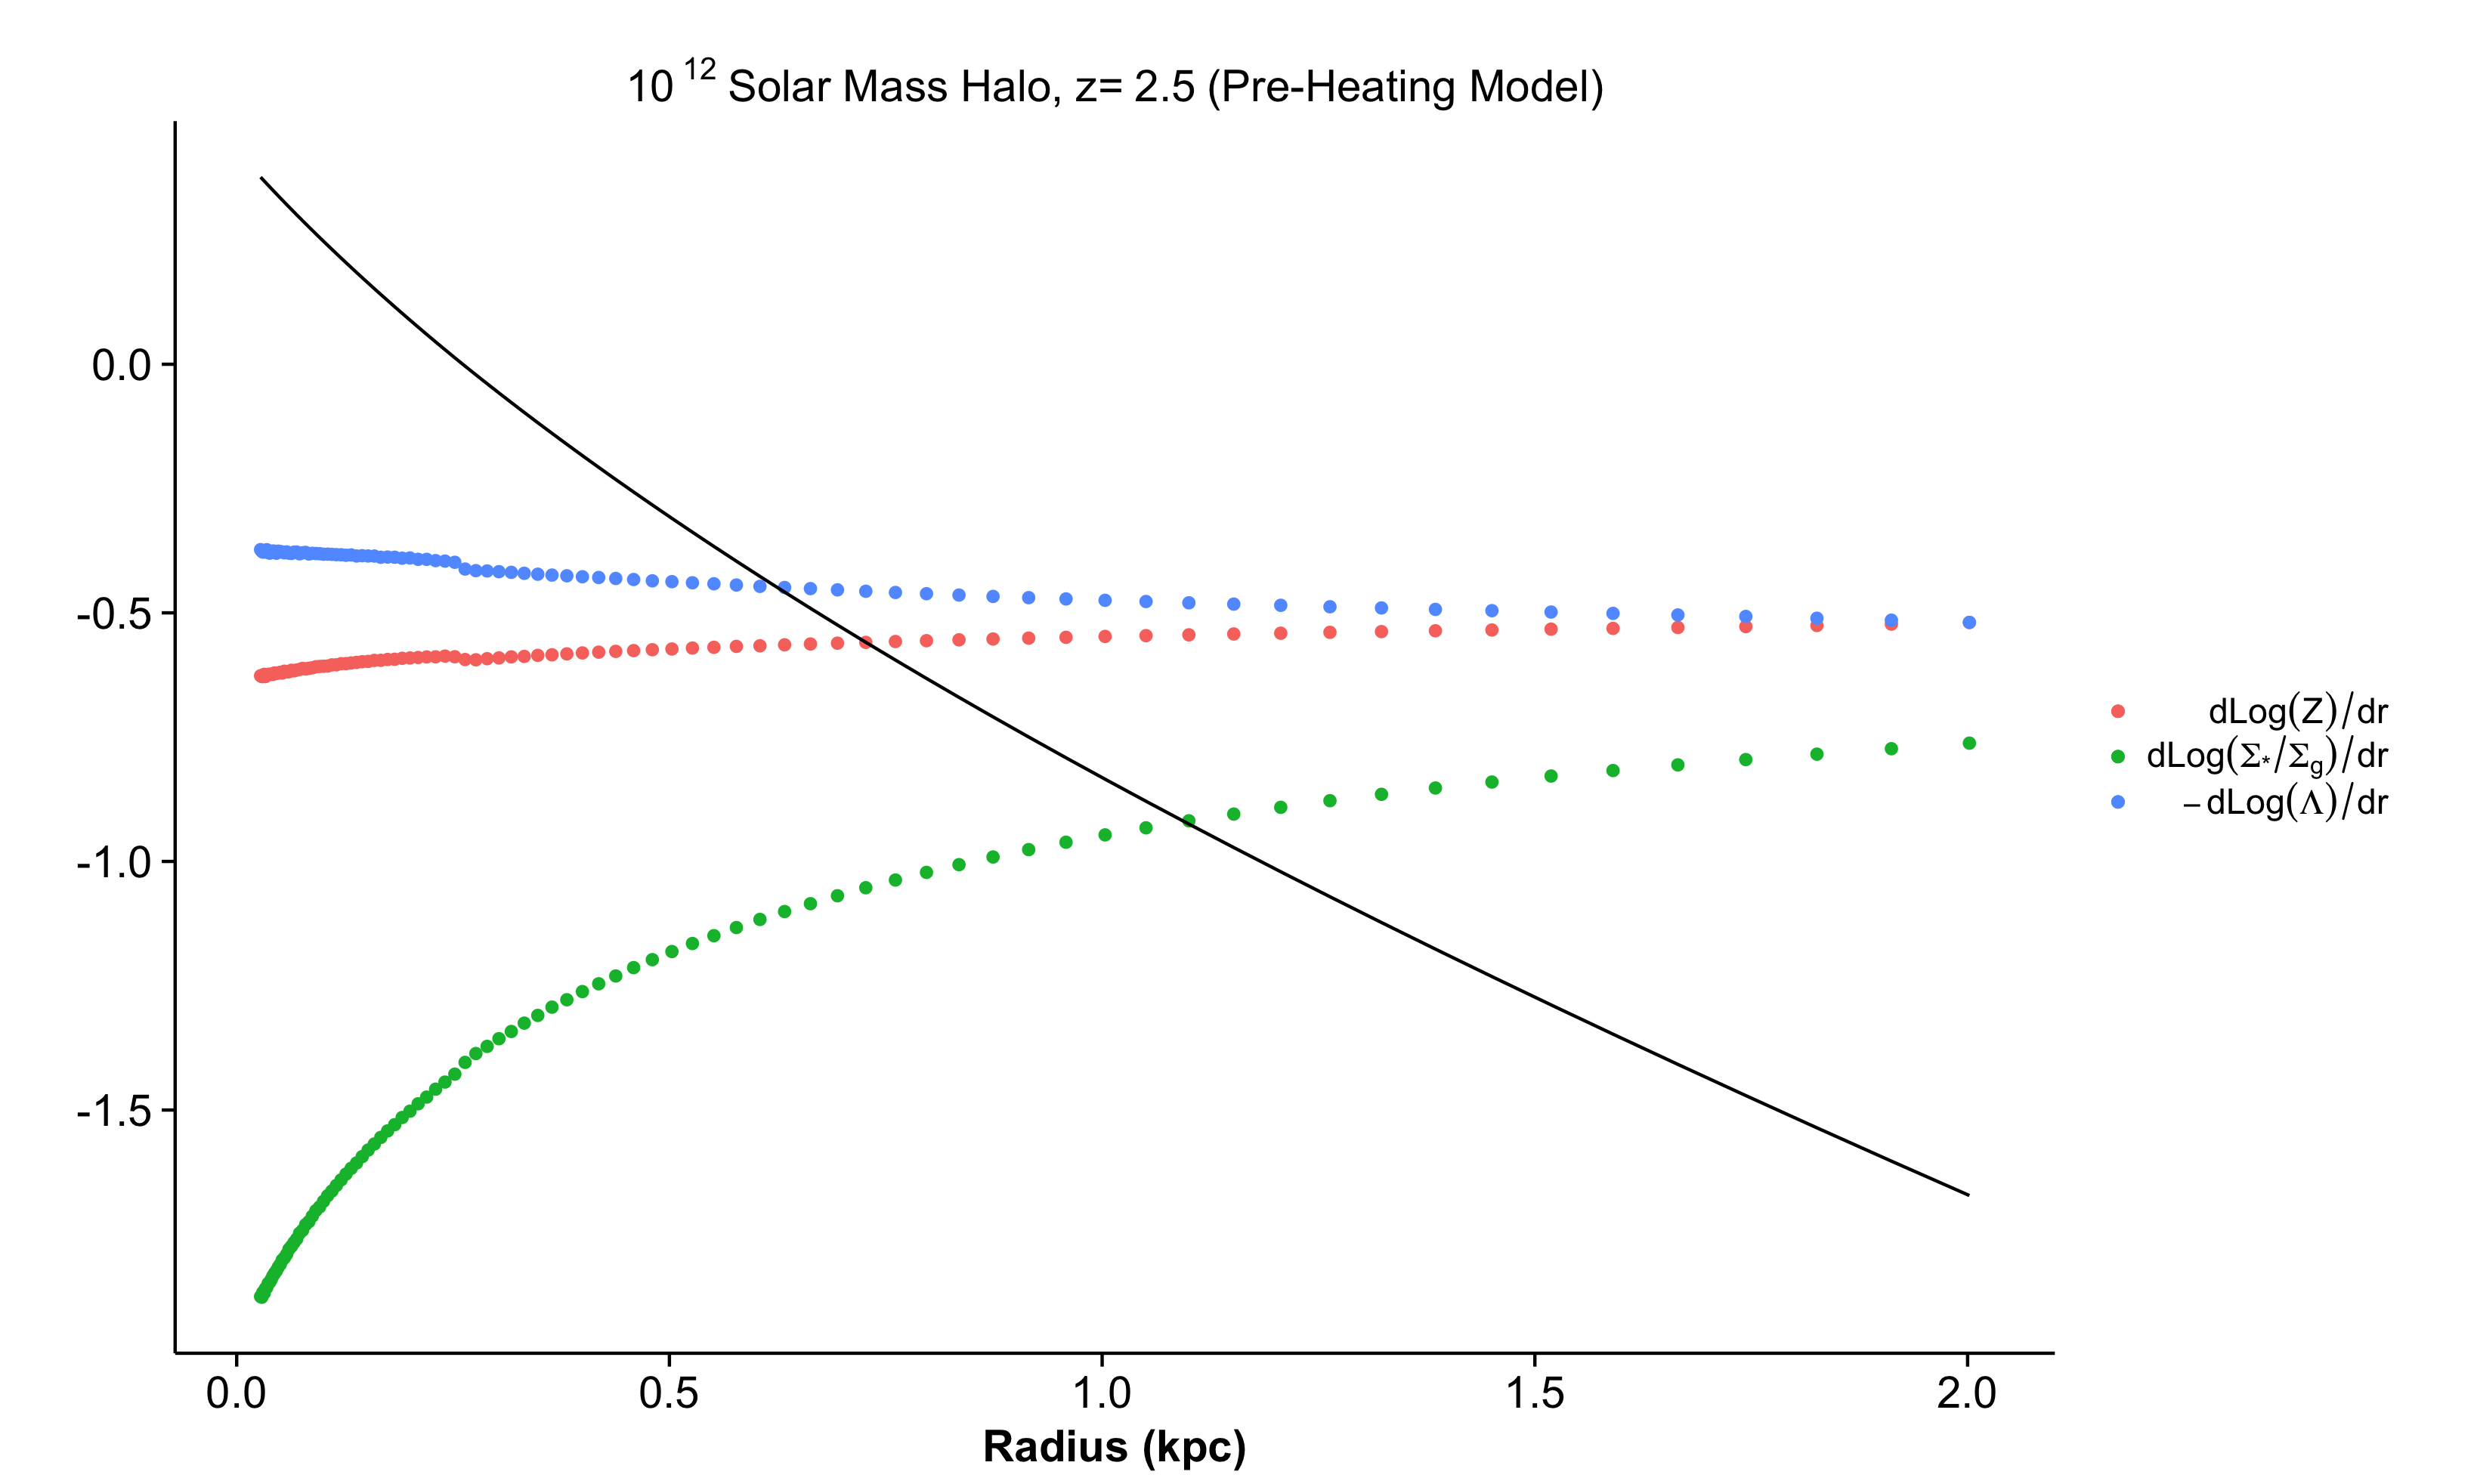 10 12 Solar Mass Halo, z= 2.5 (Pre-Heating Model)
0.0
-0.5
-1.0
-1.5
0.0 0.5 1.0 1.5 2.0
Radius (kpc)
dLog(Z)/dr
dLog(Σ*/Σg)/dr
−dLog(Λ)/dr